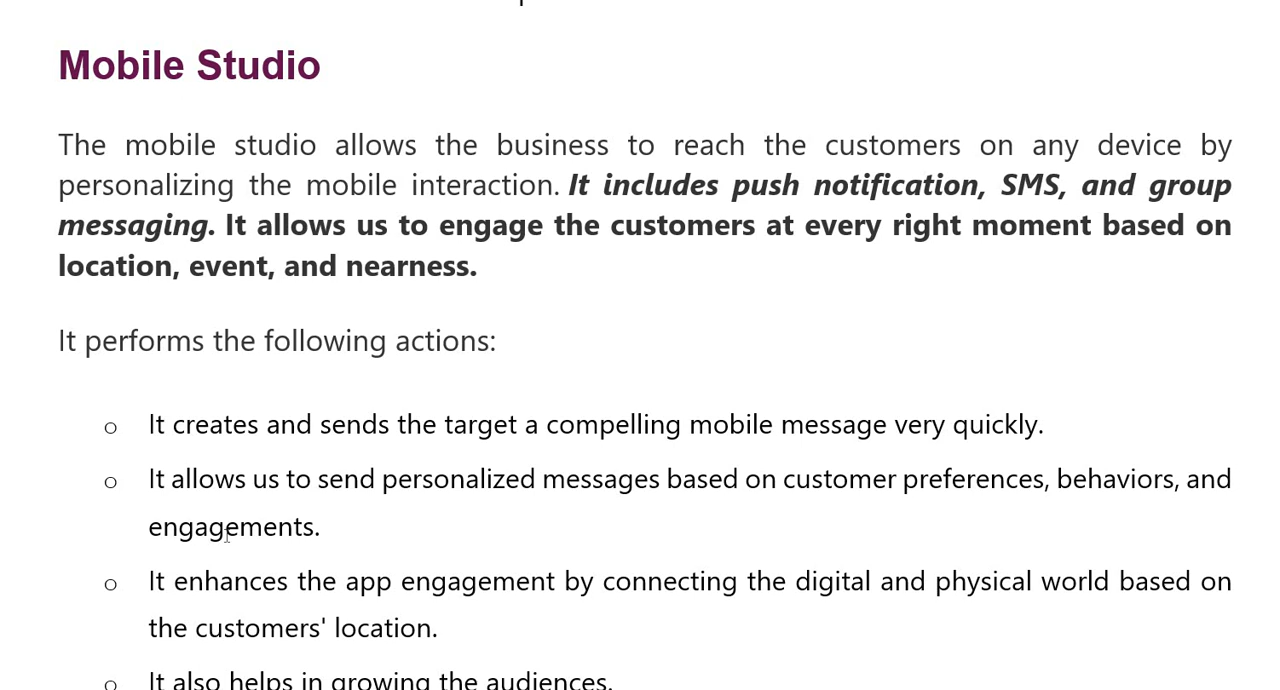 Mobile Studio
The mobile studio allows the business to reach the customers on any device by
personalizing the mobile interaction. It includes push notification, SMS, and group
messaging. It allows us to engage the customers at every right moment based on
location, event, and nearness.
It performs the following actions:
o It creates and sends the target a compelling mobile message very quickly.
o It allows us to send personalized messages based on customer preferences, behaviors, and
engagements.
o It enhances the app engagement by connecting the digital and physical world based on
the customers' location.
o It also helps in growing the audiences.